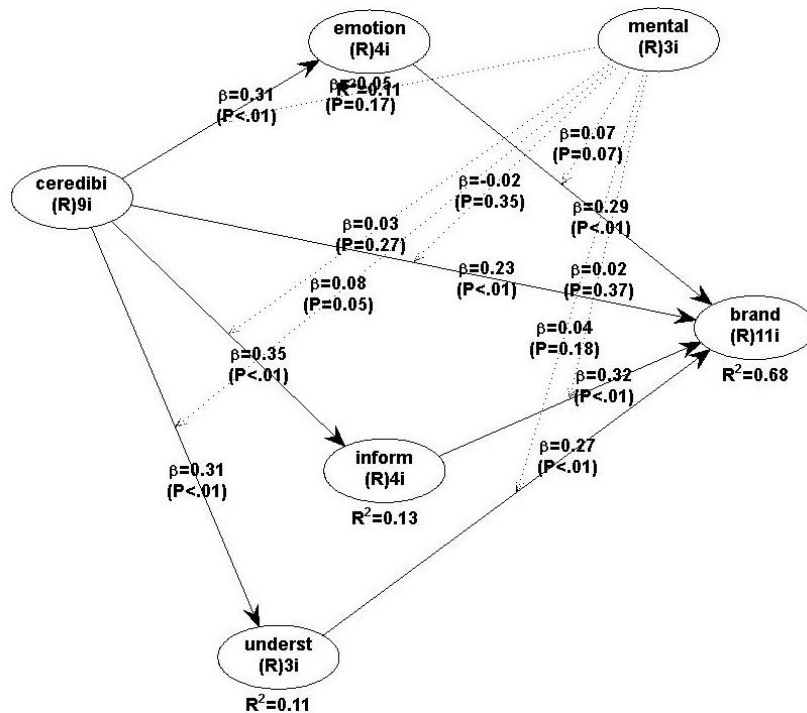 emotion
(R)4i
mental
(R)3i
β=0.31
(P<.01)
R²=0.11
(P=0.17)
β=0.07
(P=0.07)
ceredibi
(R)9i
β=-0.02
(P=0.35)
β=0.29
(P<.01)
β=0.03
(P=0.27)
β=0.23
(P<.01)
β=0.02
(P=0.37)
β=0.08
(P=0.05)
brand
(R)11i
R²=0.68
β=0.04
(P=0.18)
β=0.35
(P<.01)
β=0.32
(P<.01)
β=0.31
(P<.01)
inform
(R)4i
R²=0.13
β=0.27
(P<.01)
underst
(R)3i
R²=0.11